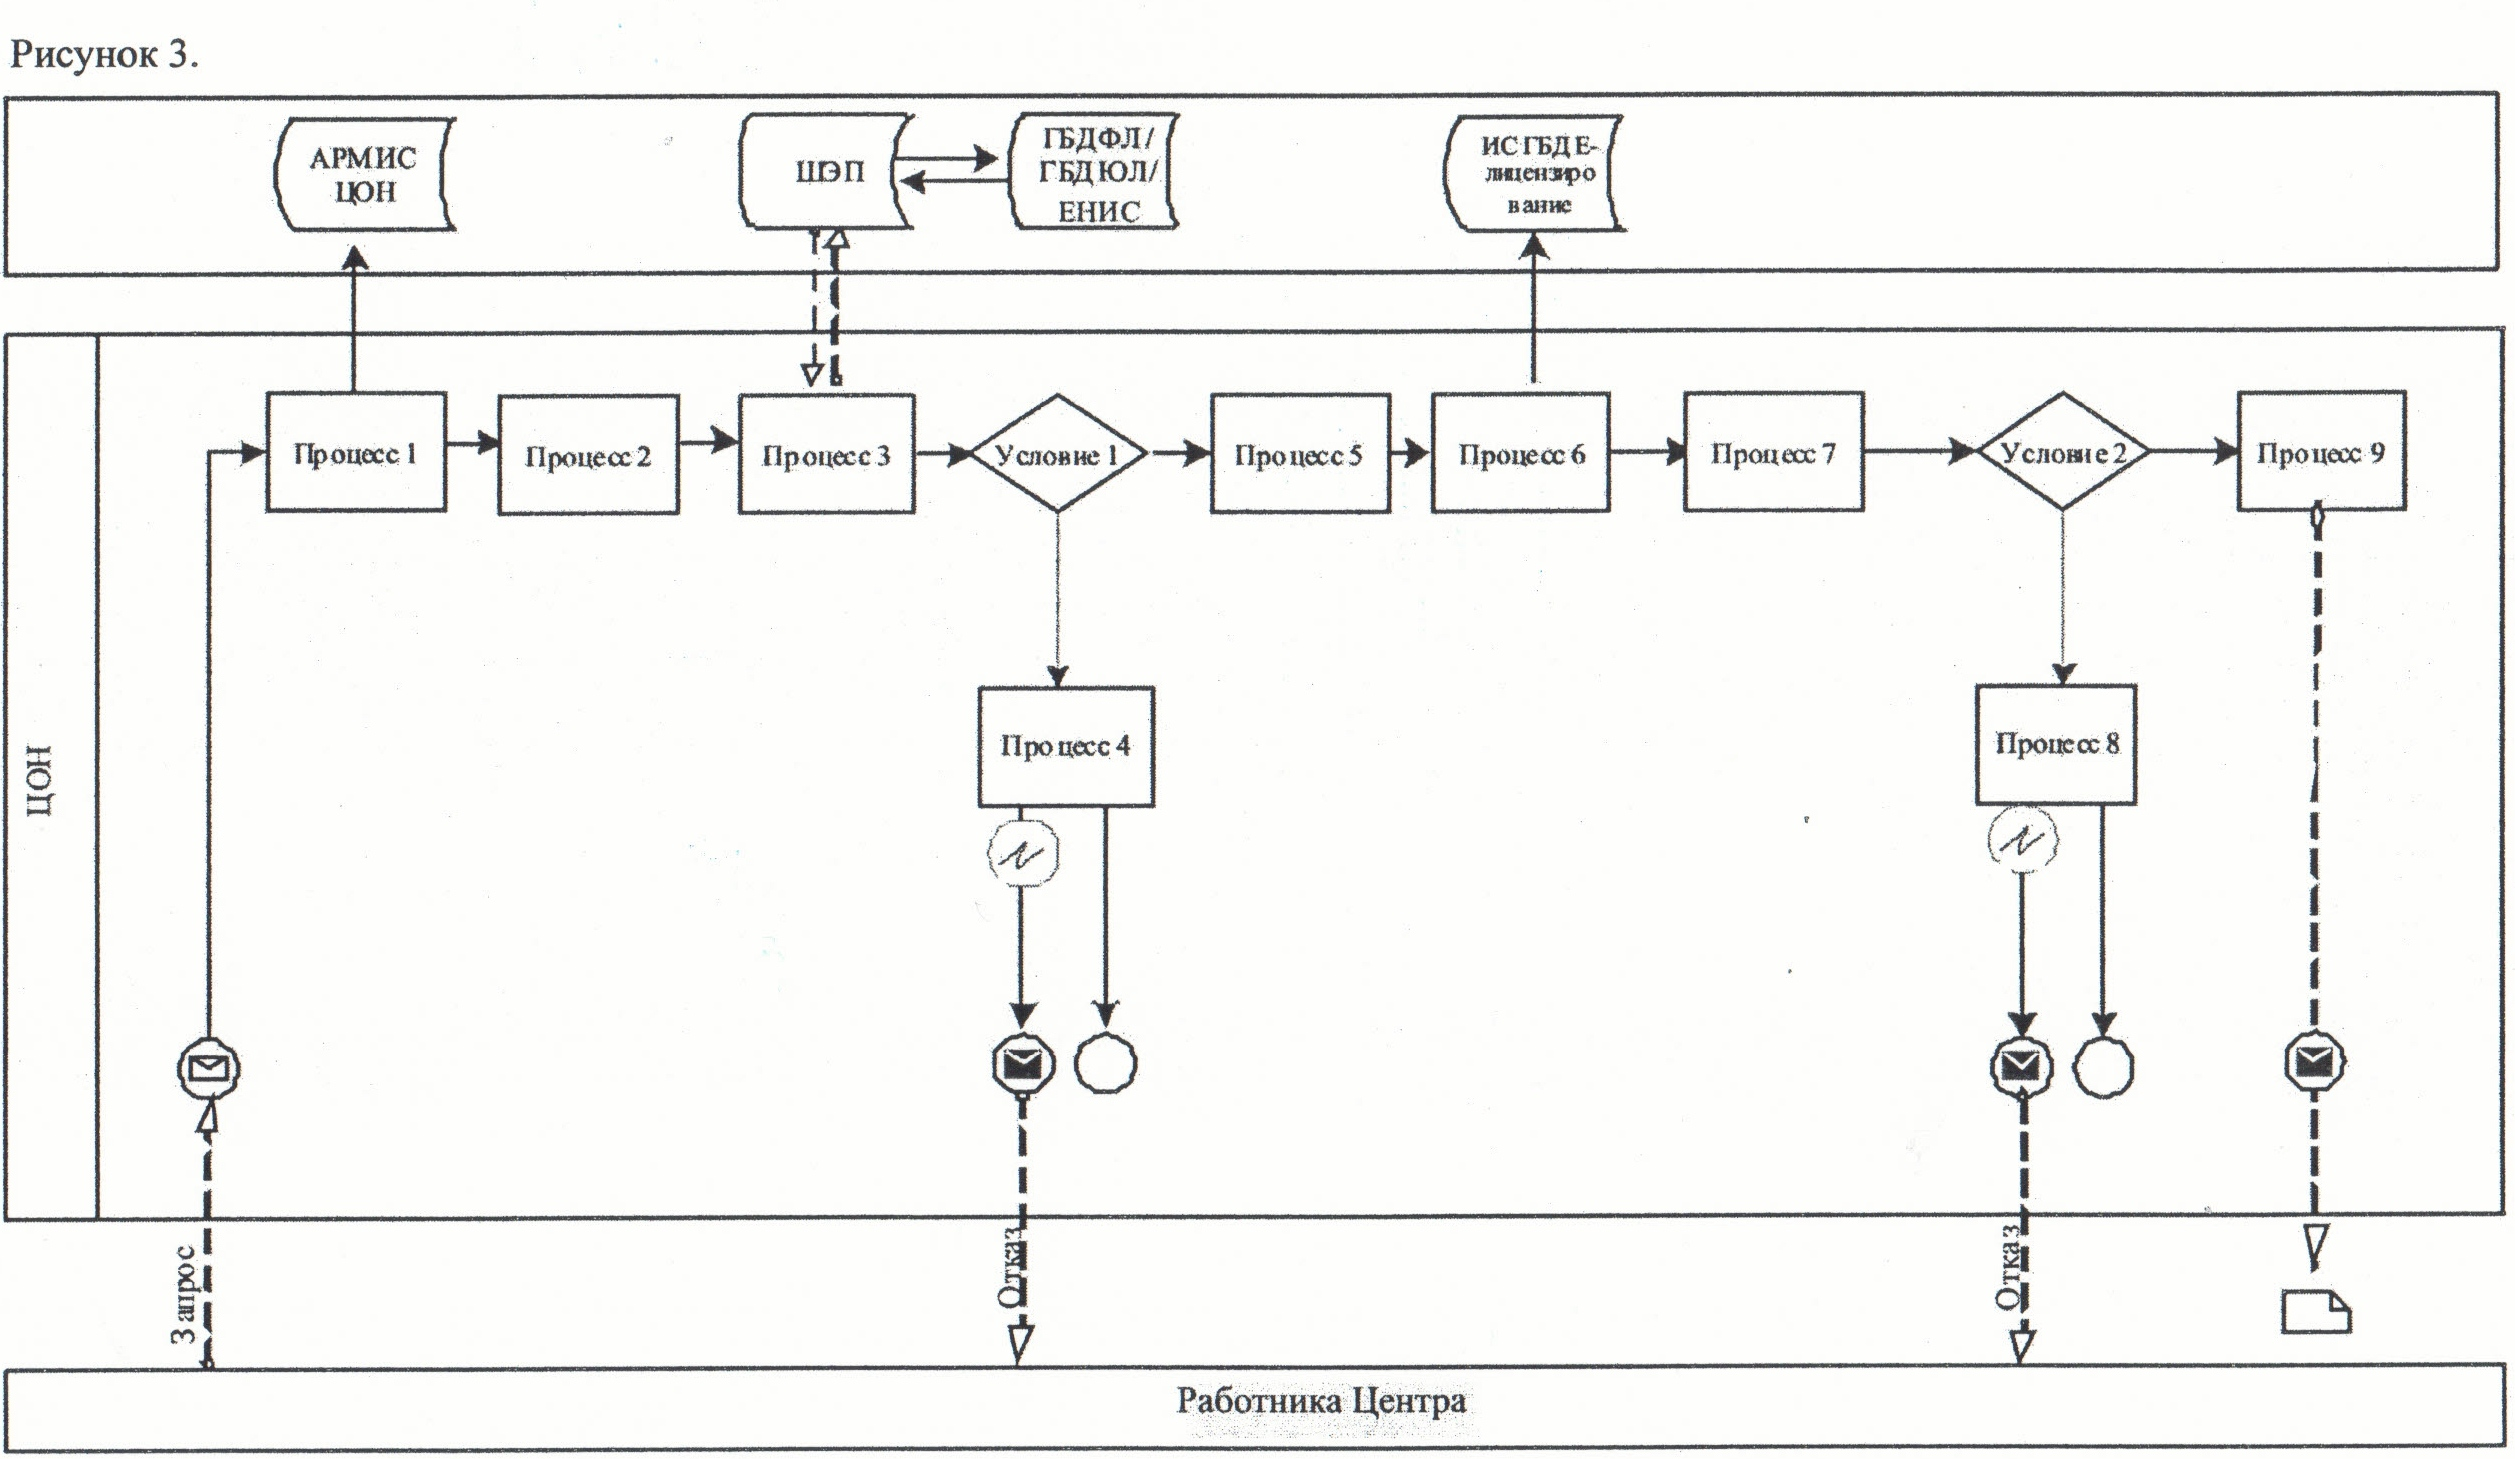 Рисунок 3.
АРМ ИС
ЦОН
ШЭП
ГБДФЛ/
ГБДЮЛ/
ЕНИС
ИС ГБД Е-
лицензиро
вание
Процесс 1
Процесс 2
Процесс 3
Условие 1
Процесс 5
Процесс 6
Процесс 7
Условие 2
Процесс 9
Процесс 4
Процесс 8
ЦОН
Запрос
Отказ
Отказ
Работника Центра